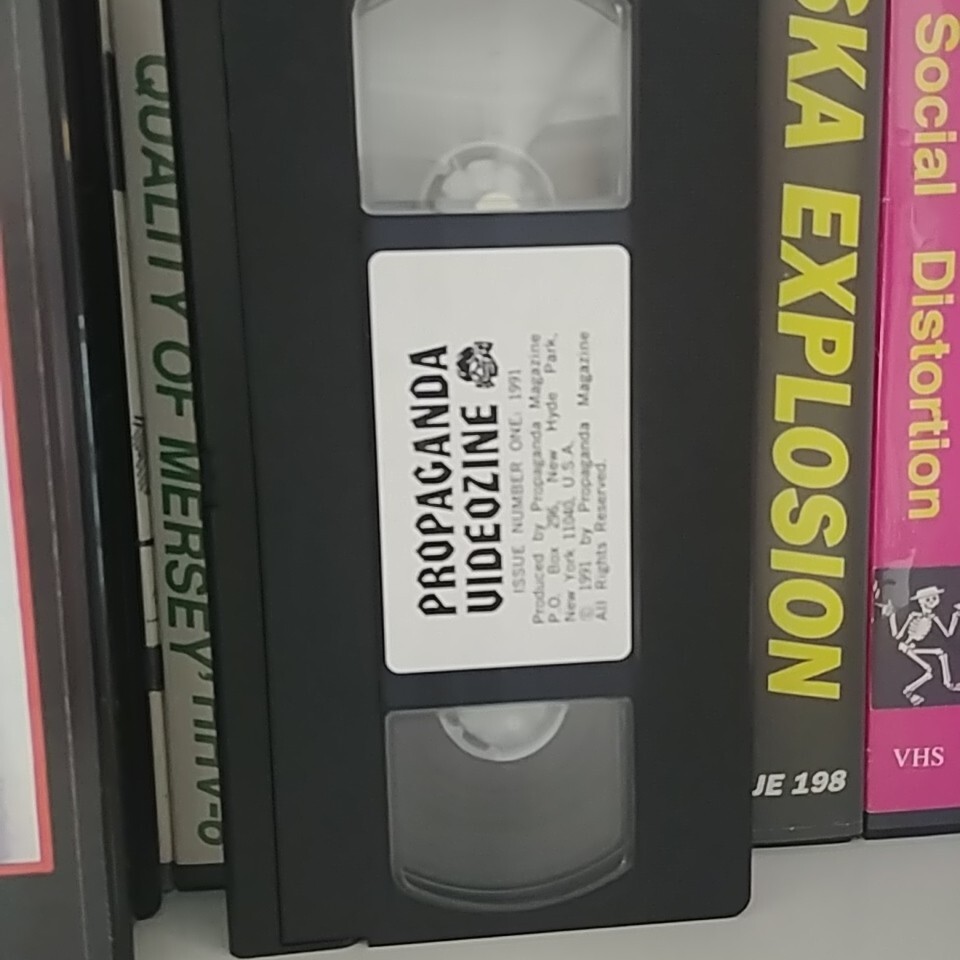 QUALITY OF MERSEY
PROPAGANDA
VIDEOZINE
ISSUE NUMBER ONE: 1991
Produced by Propaganda Magazine
P.O. Box 296, New Hyde Park,
New York 11040, U.S.A.
© 1991 by Propaganda Magazine
All Rights Reserved.
SKA EXPLOSION
JE 198
Social Distortion
VHS